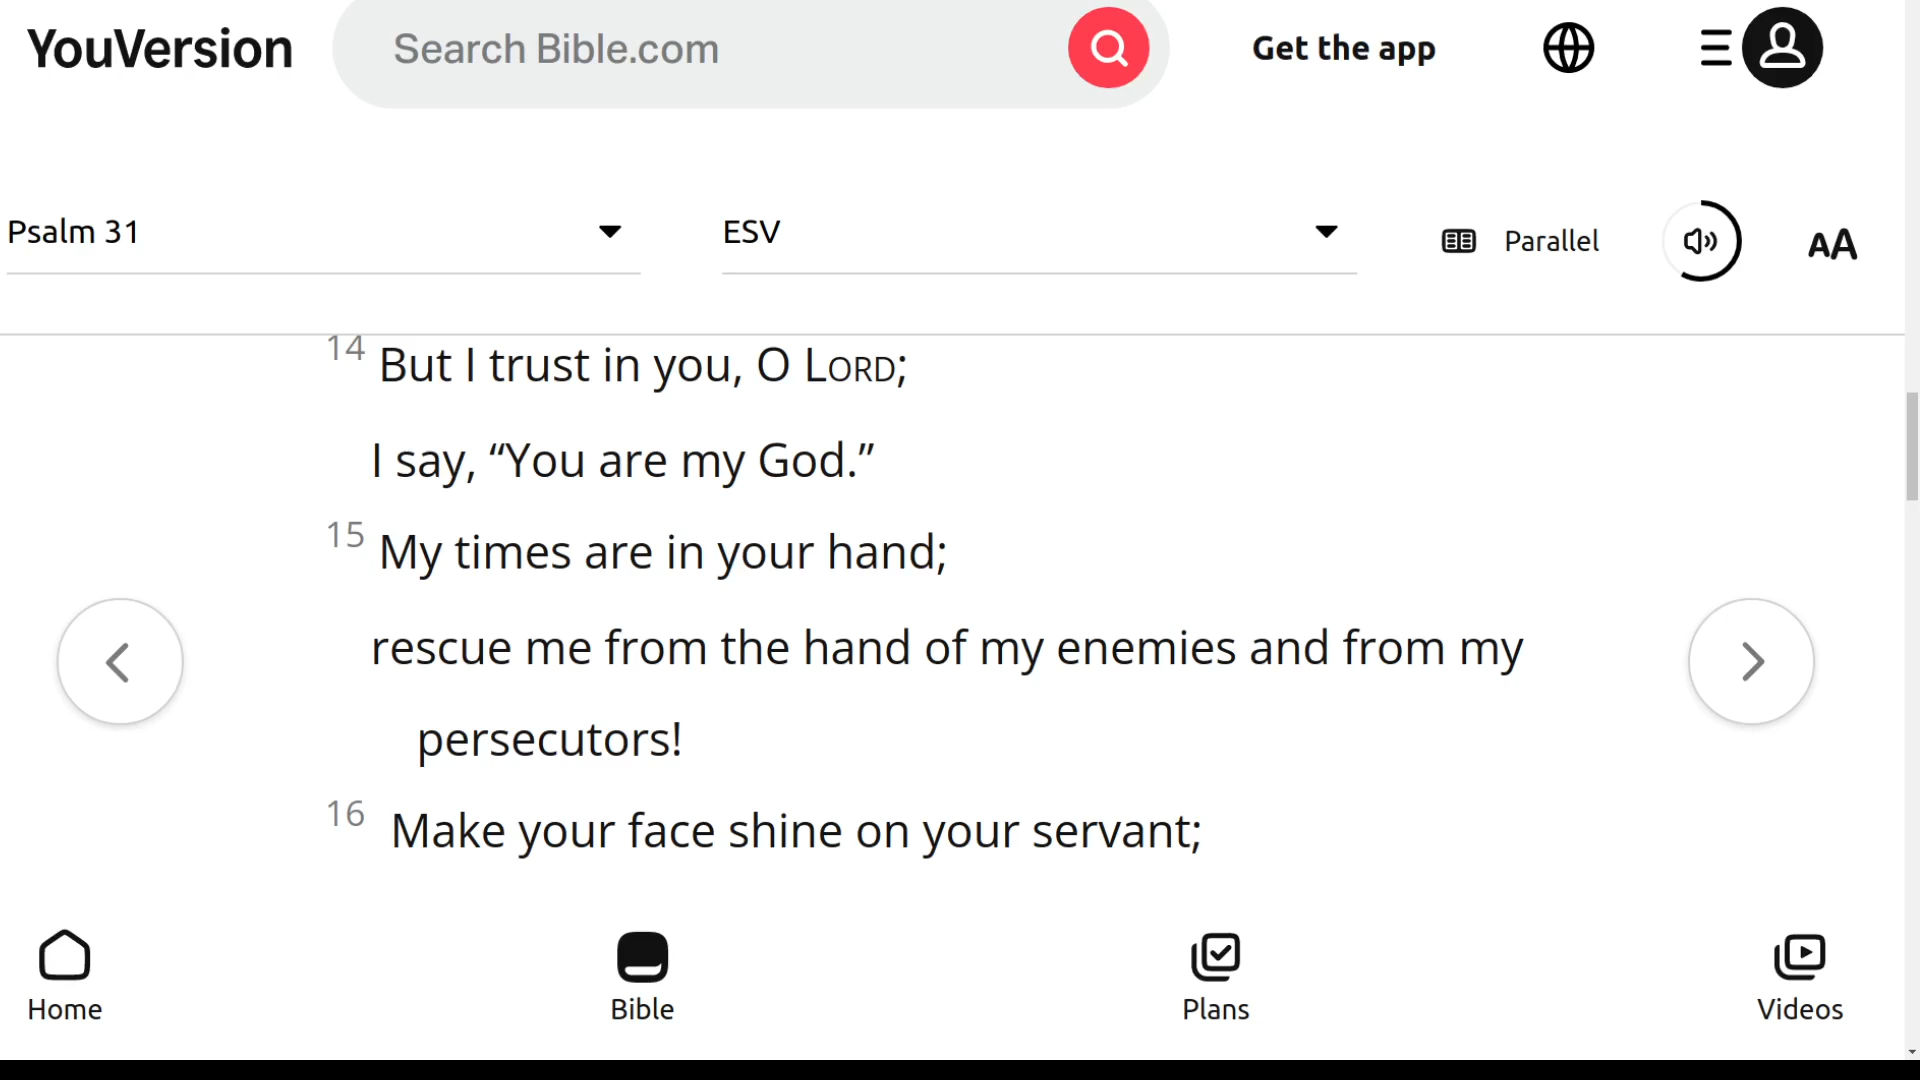 YouVersion Search Bible.com Get the app
Psalm 31 ESV Parallel AA
14 But I trust in you, O LORD;
I say, “You are my God.”
15 My times are in your hand;
rescue me from the hand of my enemies and from my
persecutors!
16 Make your face shine on your servant;
Home Bible Plans Videos